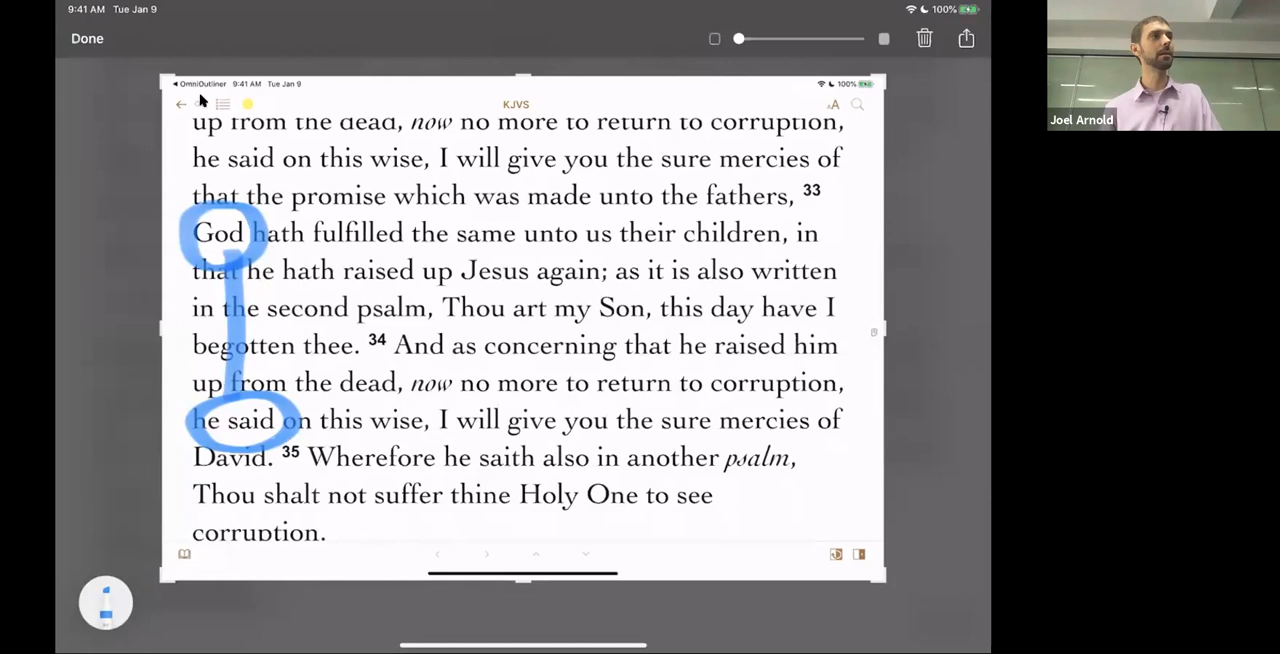 9:41 AM Tue Jan 9
100%
Done
OmniOutliner 9:41 AM Tue Jan 9
100%
KJVS
AA
up from the dead, now no more to return to corruption,
he said on this wise, I will give you the sure mercies of
that the promise which was made unto the fathers, 33
God hath fulfilled the same unto us their children, in
that he hath raised up Jesus again; as it is also written
in the second psalm, Thou art my Son, this day have I
begotten thee. 34 And as concerning that he raised him
up from the dead, now no more to return to corruption,
he said on this wise, I will give you the sure mercies of
David. 35 Wherefore he saith also in another psalm,
Thou shalt not suffer thine Holy One to see
corruption.
Joel Arnold